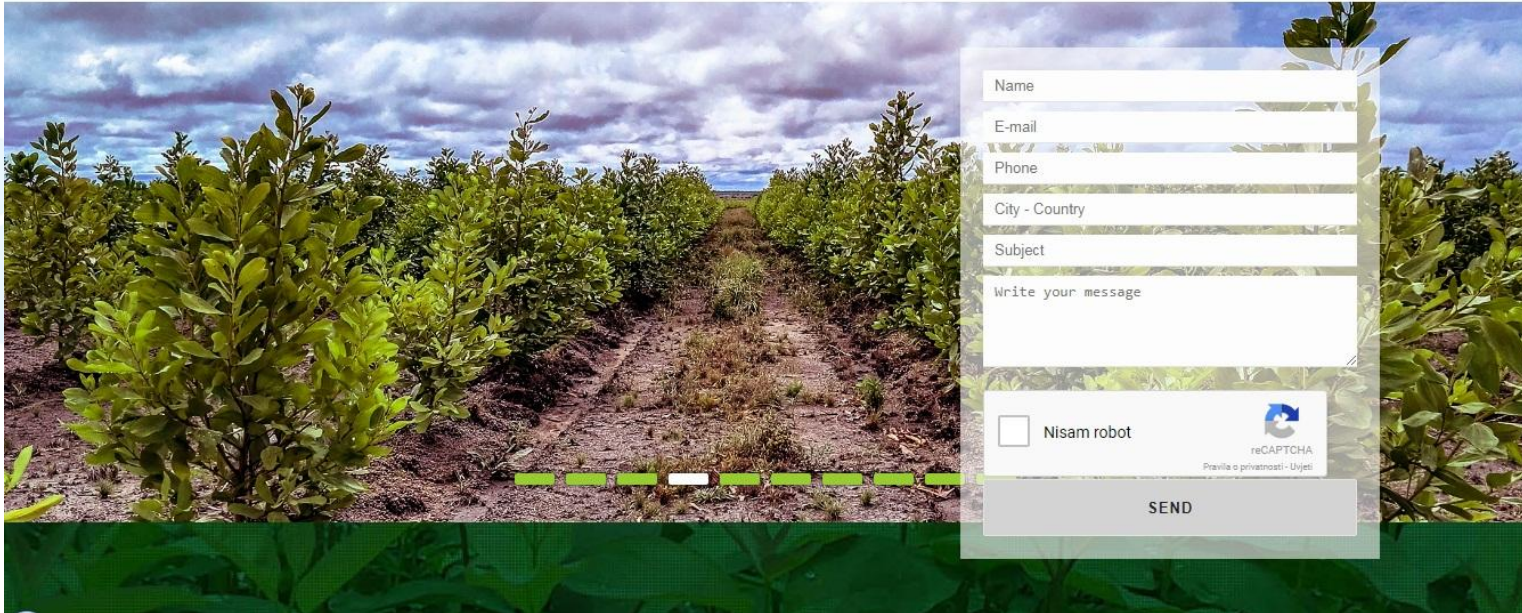 Name
E-mail
Phone
City - Country
Subject
Write your message
Nisam robot
reCAPTCHA
Pravila o privatnosti - Uvjeti
SEND